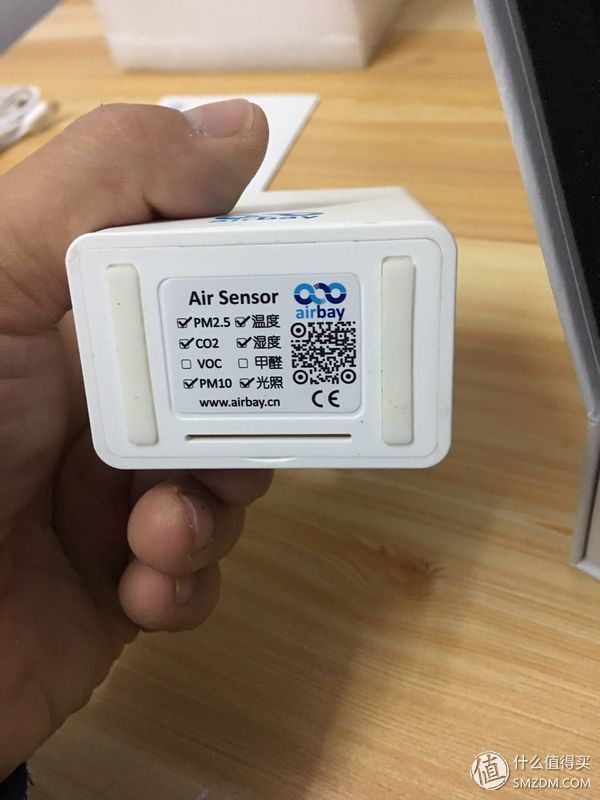 airbay
Air Sensor
airbay
☑PM2.5 ☑温度
☑CO2 ☑湿度
☐VOC ☐甲醛
☑PM10 ☑光照
www.airbay.cn
CE
值 什么值得买
SMZDM.COM